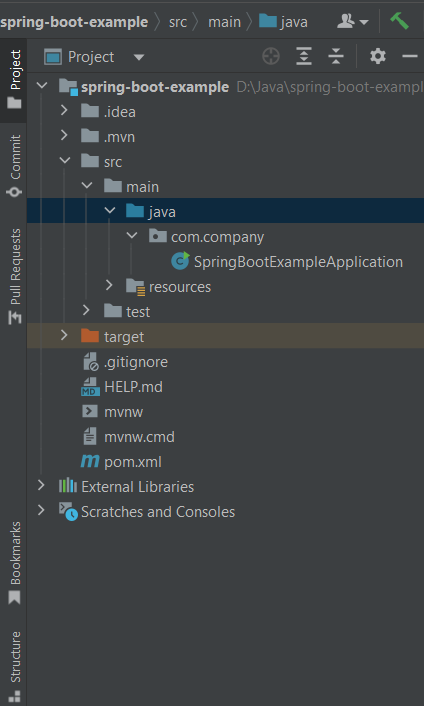 spring-boot-example src main java
Project
spring-boot-example D:\Java\spring-boot-exampl
.idea
.mvn
src
main
java
com.company
SpringBootExampleApplication
resources
test
target
.gitignore
MD HELP.md
mvnw
mvnw.cmd
m pom.xml
External Libraries
Scratches and Consoles
Project
Commit
Pull Requests
Bookmarks
Structure